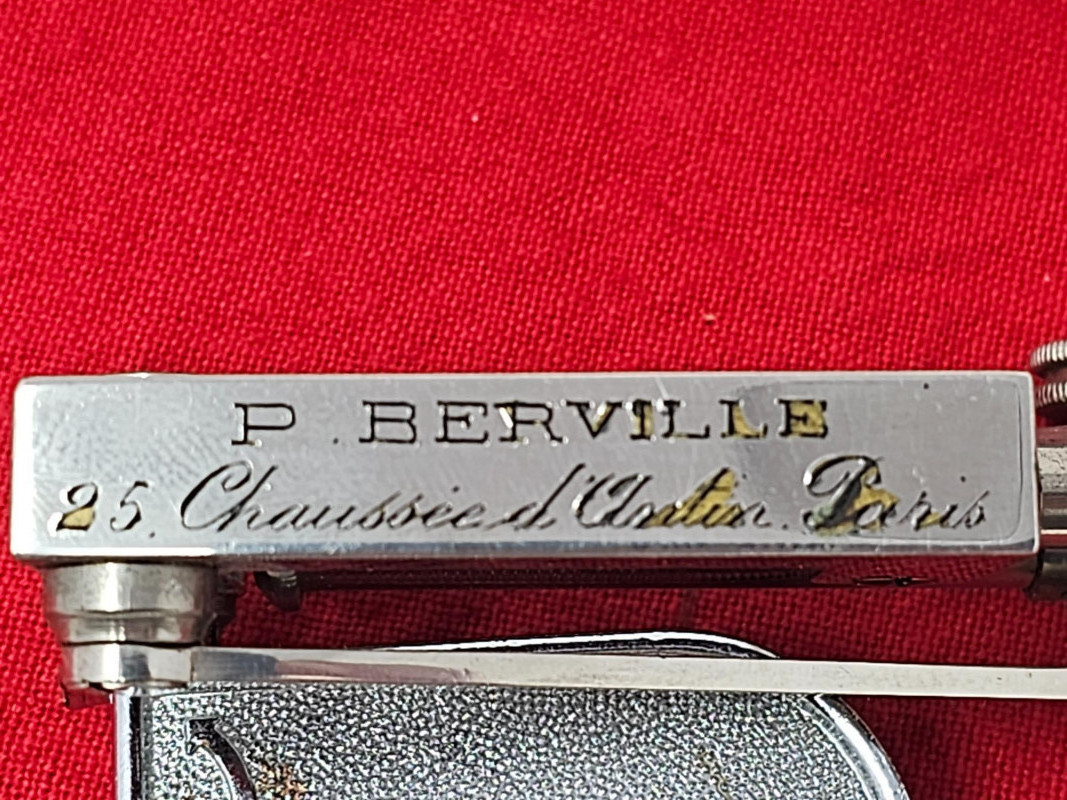 P. BERVILLE
25. Chaussée d'Antin. Paris